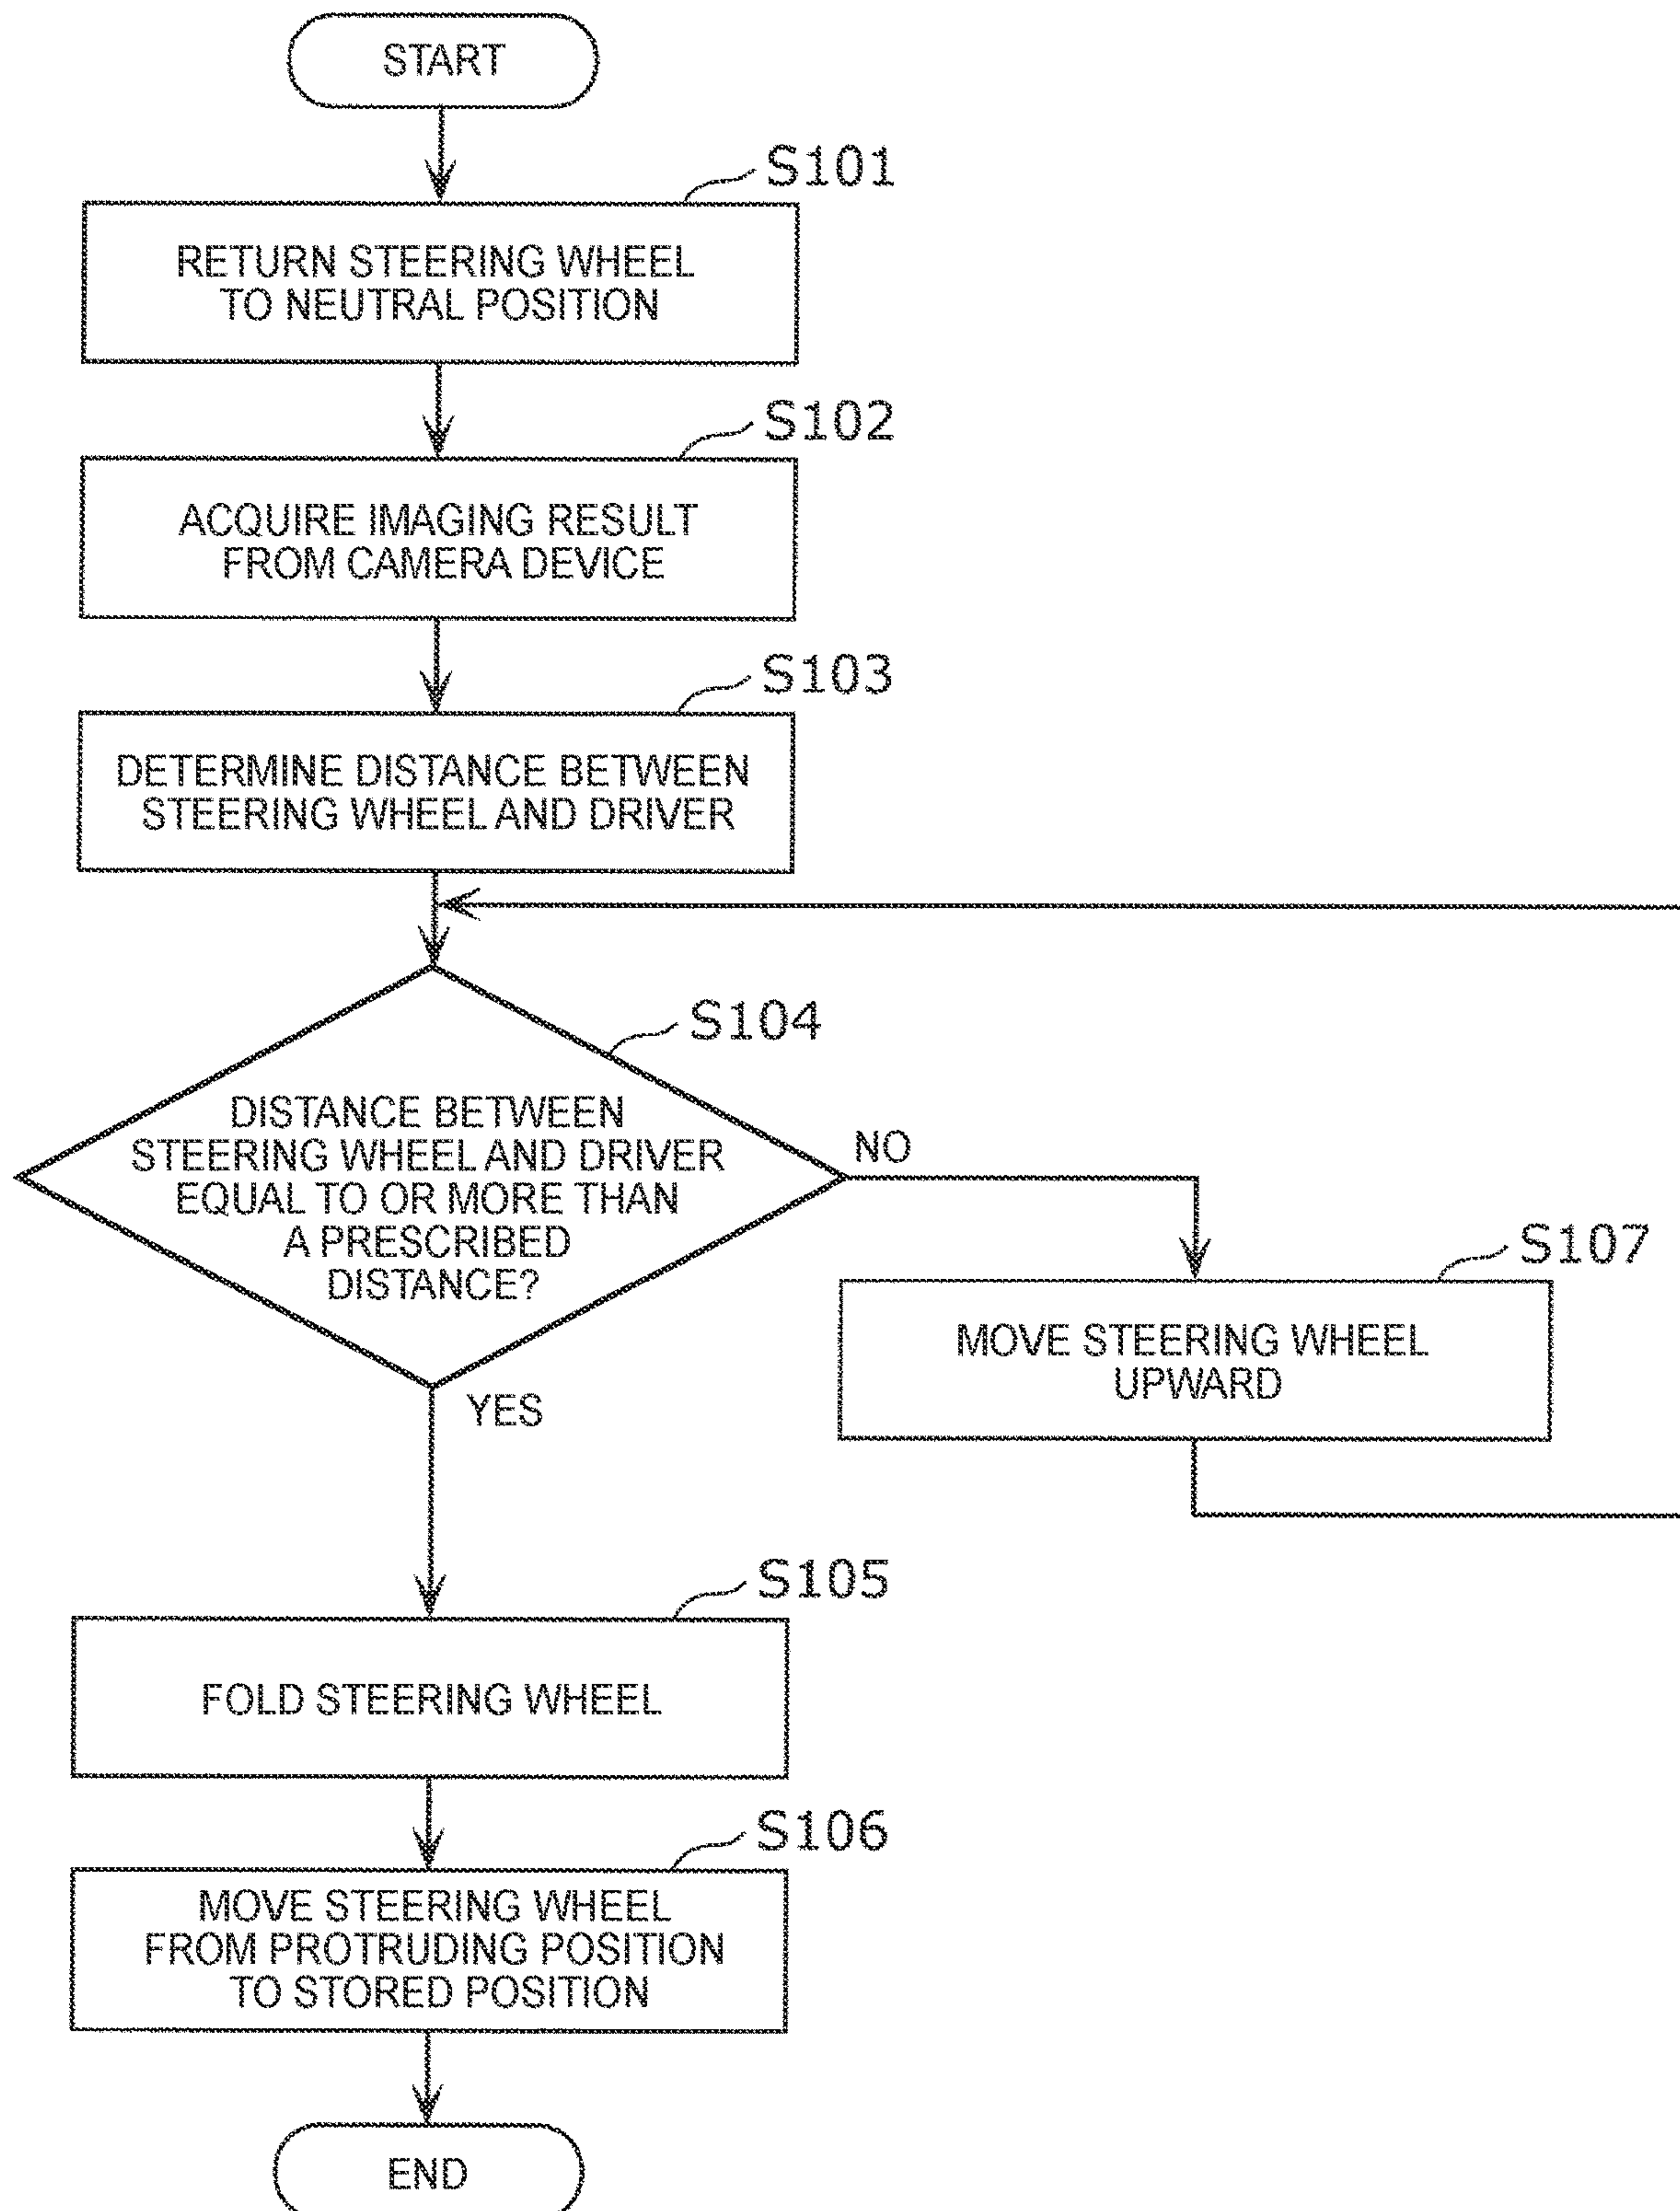 START
S101
RETURN STEERING WHEEL
TO NEUTRAL POSITION
S102
ACQUIRE IMAGING RESULT
FROM CAMERA DEVICE
S103
DETERMINE DISTANCE BETWEEN
STEERING WHEEL AND DRIVER
S104
DISTANCE BETWEEN
STEERING WHEEL AND DRIVER
EQUAL TO OR MORE THAN
A PRESCRIBED
DISTANCE?
NO
S107
MOVE STEERING WHEEL
UPWARD
YES
S105
FOLD STEERING WHEEL
S106
MOVE STEERING WHEEL
FROM PROTRUDING POSITION
TO STORED POSITION
END